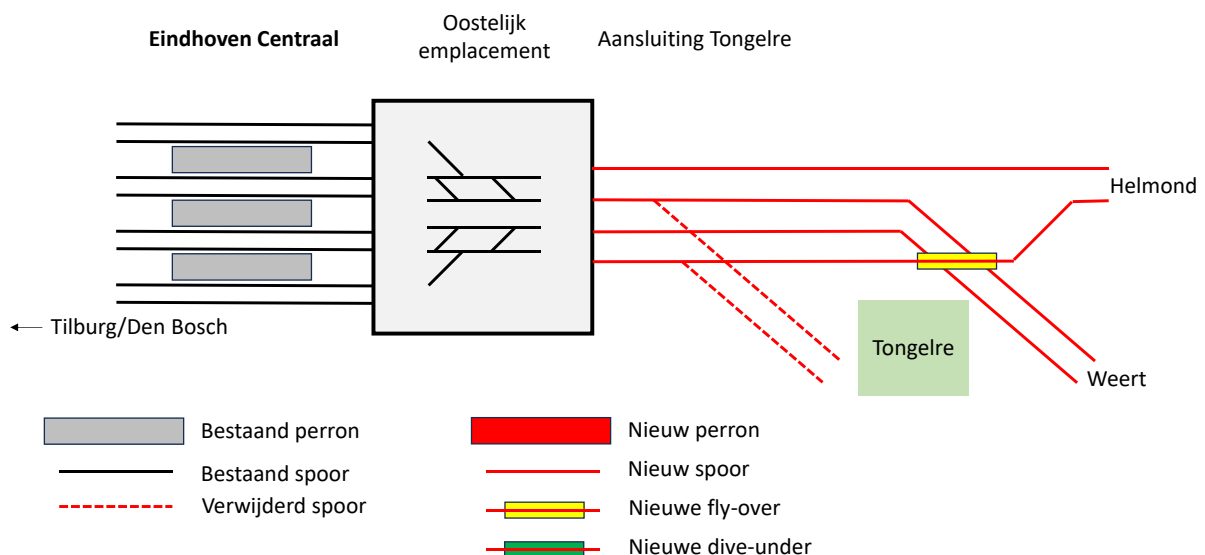 Eindhoven Centraal
Oostelijk
emplacement
Aansluiting Tongelre
Helmond
Tilburg/Den Bosch
Tongelre
Weert
Bestaand perron
Nieuw perron
Bestaand spoor
Nieuw spoor
Verwijderd spoor
Nieuwe fly-over
Nieuwe dive-under